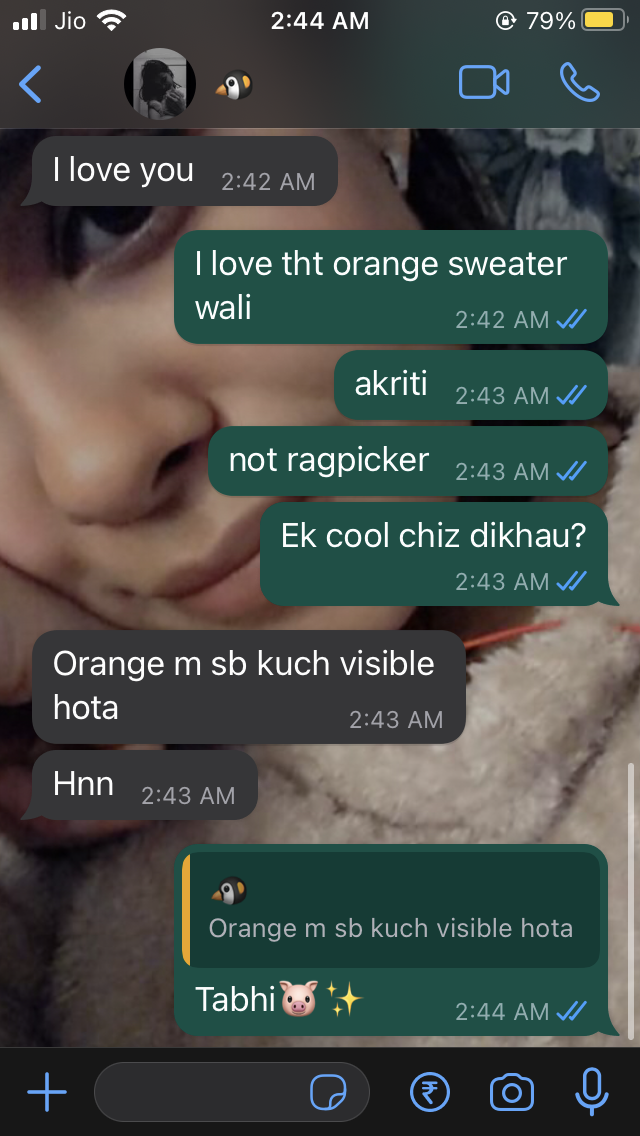 Jio 2:44 AM 79%
🐧
I love you 2:42 AM
I love tht orange sweater
wali 2:42 AM
akriti 2:43 AM
not ragpicker 2:43 AM
Ek cool chiz dikhau?
2:43 AM
Orange m sb kuch visible
hota 2:43 AM
Hnn 2:43 AM
🐧
Orange m sb kuch visible hota
Tabhi🐷✨ 2:44 AM
₹